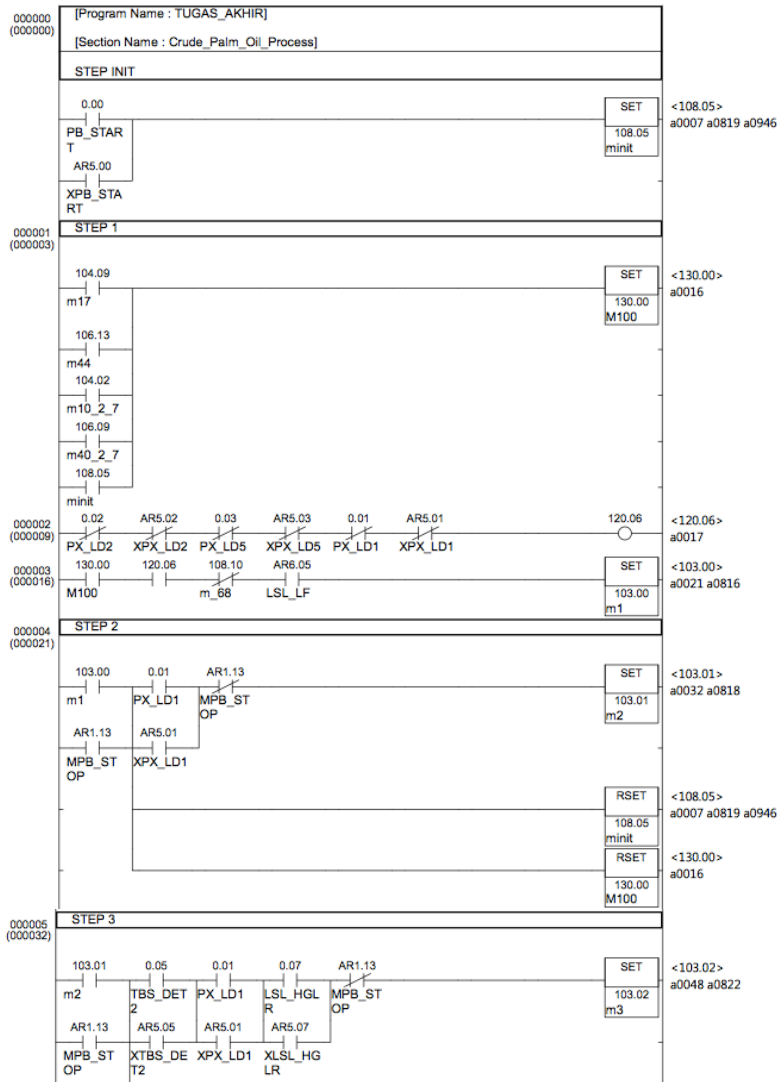 000000
(000000)
[Program Name : TUGAS_AKHIR]
[Section Name : Crude_Palm_Oil_Process]
STEP INIT
0.00
PB_STAR
T
SET
108.05
minit
<108.05>
a0007 a0819 a0946
AR5.00
XPB_STA
RT
000001
(000003)
STEP 1
104.09
m17
SET
130.00
M100
<130.00>
a0016
106.13
m44
104.02
m10_2_7
106.09
m40_2_7
108.05
minit
000002
(000009)
0.02 AR5.02 0.03 AR5.03 0.01 AR5.01 120.06
PX_LD2 XPX_LD2 PX_LD5 XPX_LD5 PX_LD1 XPX_LD1
<120.06>
a0017
000003
(000016)
130.00 120.06 108.10 AR6.05
M100 m_68 LSL_LF
SET
103.00
m1
<103.00>
a0021 a0816
000004
(000021)
STEP 2
103.00 0.01 AR1.13
m1 PX_LD1 MPB_ST
OP
SET
103.01
m2
<103.01>
a0032 a0818
AR1.13 AR5.01
MPB_ST XPX_LD1
OP
RSET
108.05
minit
<108.05>
a0007 a0819 a0946
RSET
130.00
M100
<130.00>
a0016
000005
(000032)
STEP 3
103.01 0.05 0.01 0.07 AR1.13
m2 TBS_DET PX_LD1 LSL_HGL MPB_ST
2 R OP
SET
103.02
m3
<103.02>
a0048 a0822
AR1.13 AR5.05 AR5.01 AR5.07
MPB_ST XTBS_DE XPX_LD1 XLSL_HG
OP T2 LR